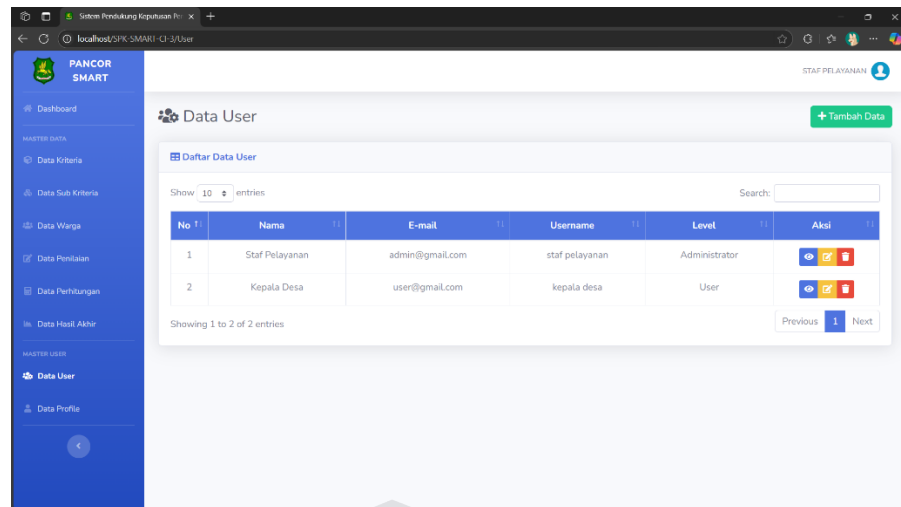 Sistem Pendukung Keputusan Pe
localhost/SPK-SMART-CI-3/User
PANCOR
SMART
STAF PELAYANAN
Dashboard
MASTER DATA
Data Kriteria
Data Sub Kriteria
Data Warga
Data Penilaian
Data Perhitungan
Data Hasil Akhir
MASTER USER
Data User
Data Profile
Data User
+ Tambah Data
Daftar Data User
Show 10 entries
Search:
No Nama E-mail Username Level Aksi
1 Staf Pelayanan admin@gmail.com staf pelayanan Administrator
2 Kepala Desa user@gmail.com kepala desa User
Showing 1 to 2 of 2 entries
Previous 1 Next